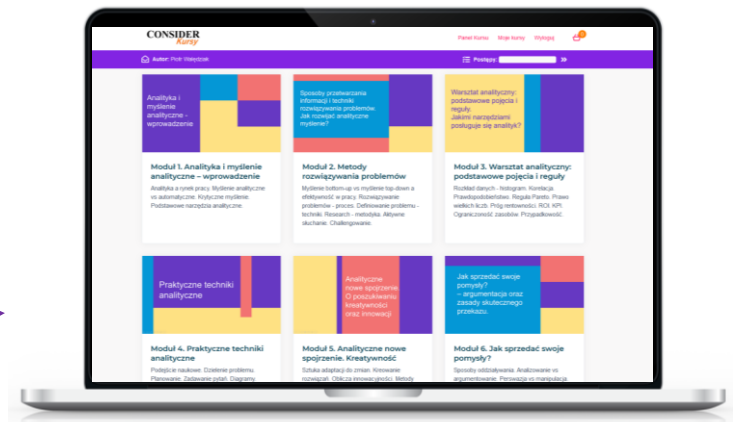 CONSIDER
Kursy
Panel Kursu Moje Kursy Wyloguj 0
Autor: Piotr Wałędziak
Postępy:
Analityka i
myślenie
analityczne -
wprowadzenie
Moduł 1. Analityka i myślenie
analityczne – wprowadzenie
Analityka a rynek pracy. Myślenie analityczne
vs automatyczne. Krytyczne myślenie.
Podstawowe narzędzia analityczne.
Sposoby przetwarzania
informacji i techniki
rozwiązywania problemów.
Jak rozwijać analityczne
myślenie?
Moduł 2. Metody
rozwiązywania problemów
Myślenie bottom-up vs myślenie top-down a
efektywność w pracy. Rozwiązywanie
problemów - proces. Definiowanie problemu -
techniki. Research - metodyka. Aktywne
słuchanie. Challengowanie.
Warsztat analityczny:
podstawowe pojęcia i
reguły.
Jakimi narzędziami
posługuje się analityk?
Moduł 3. Warsztat analityczny:
podstawowe pojęcia i reguły
Rozkład danych - histogram. Korelacja.
Prawdopodobieństwo. Reguła Pareto. Prawo
wielkich liczb. Próg rentowności. ROI. KPI.
Ograniczoność zasobów. Przypadkowość.
Praktyczne techniki
analityczne
Moduł 4. Praktyczne techniki
analityczne
Podejście naukowe. Dzielenie problemu.
Planowanie. Zadawanie pytań. Diagramy
Analityczne
nowe spojrzenie.
O poszukiwaniu
kreatywności
oraz innowacji
Moduł 5. Analityczne nowe
spojrzenie. Kreatywność
Sztuka adaptacji do zmian. Kreowanie
rozwiązań. Oblicza innowacyjności. Metody
Jak sprzedać swoje
pomysły?
– argumentacja oraz
zasady skutecznego
przekazu.
Moduł 6. Jak sprzedać swoje
pomysły?
Sposoby oddziaływania. Analizowanie vs
argumentowanie. Perswazja vs manipulacja.